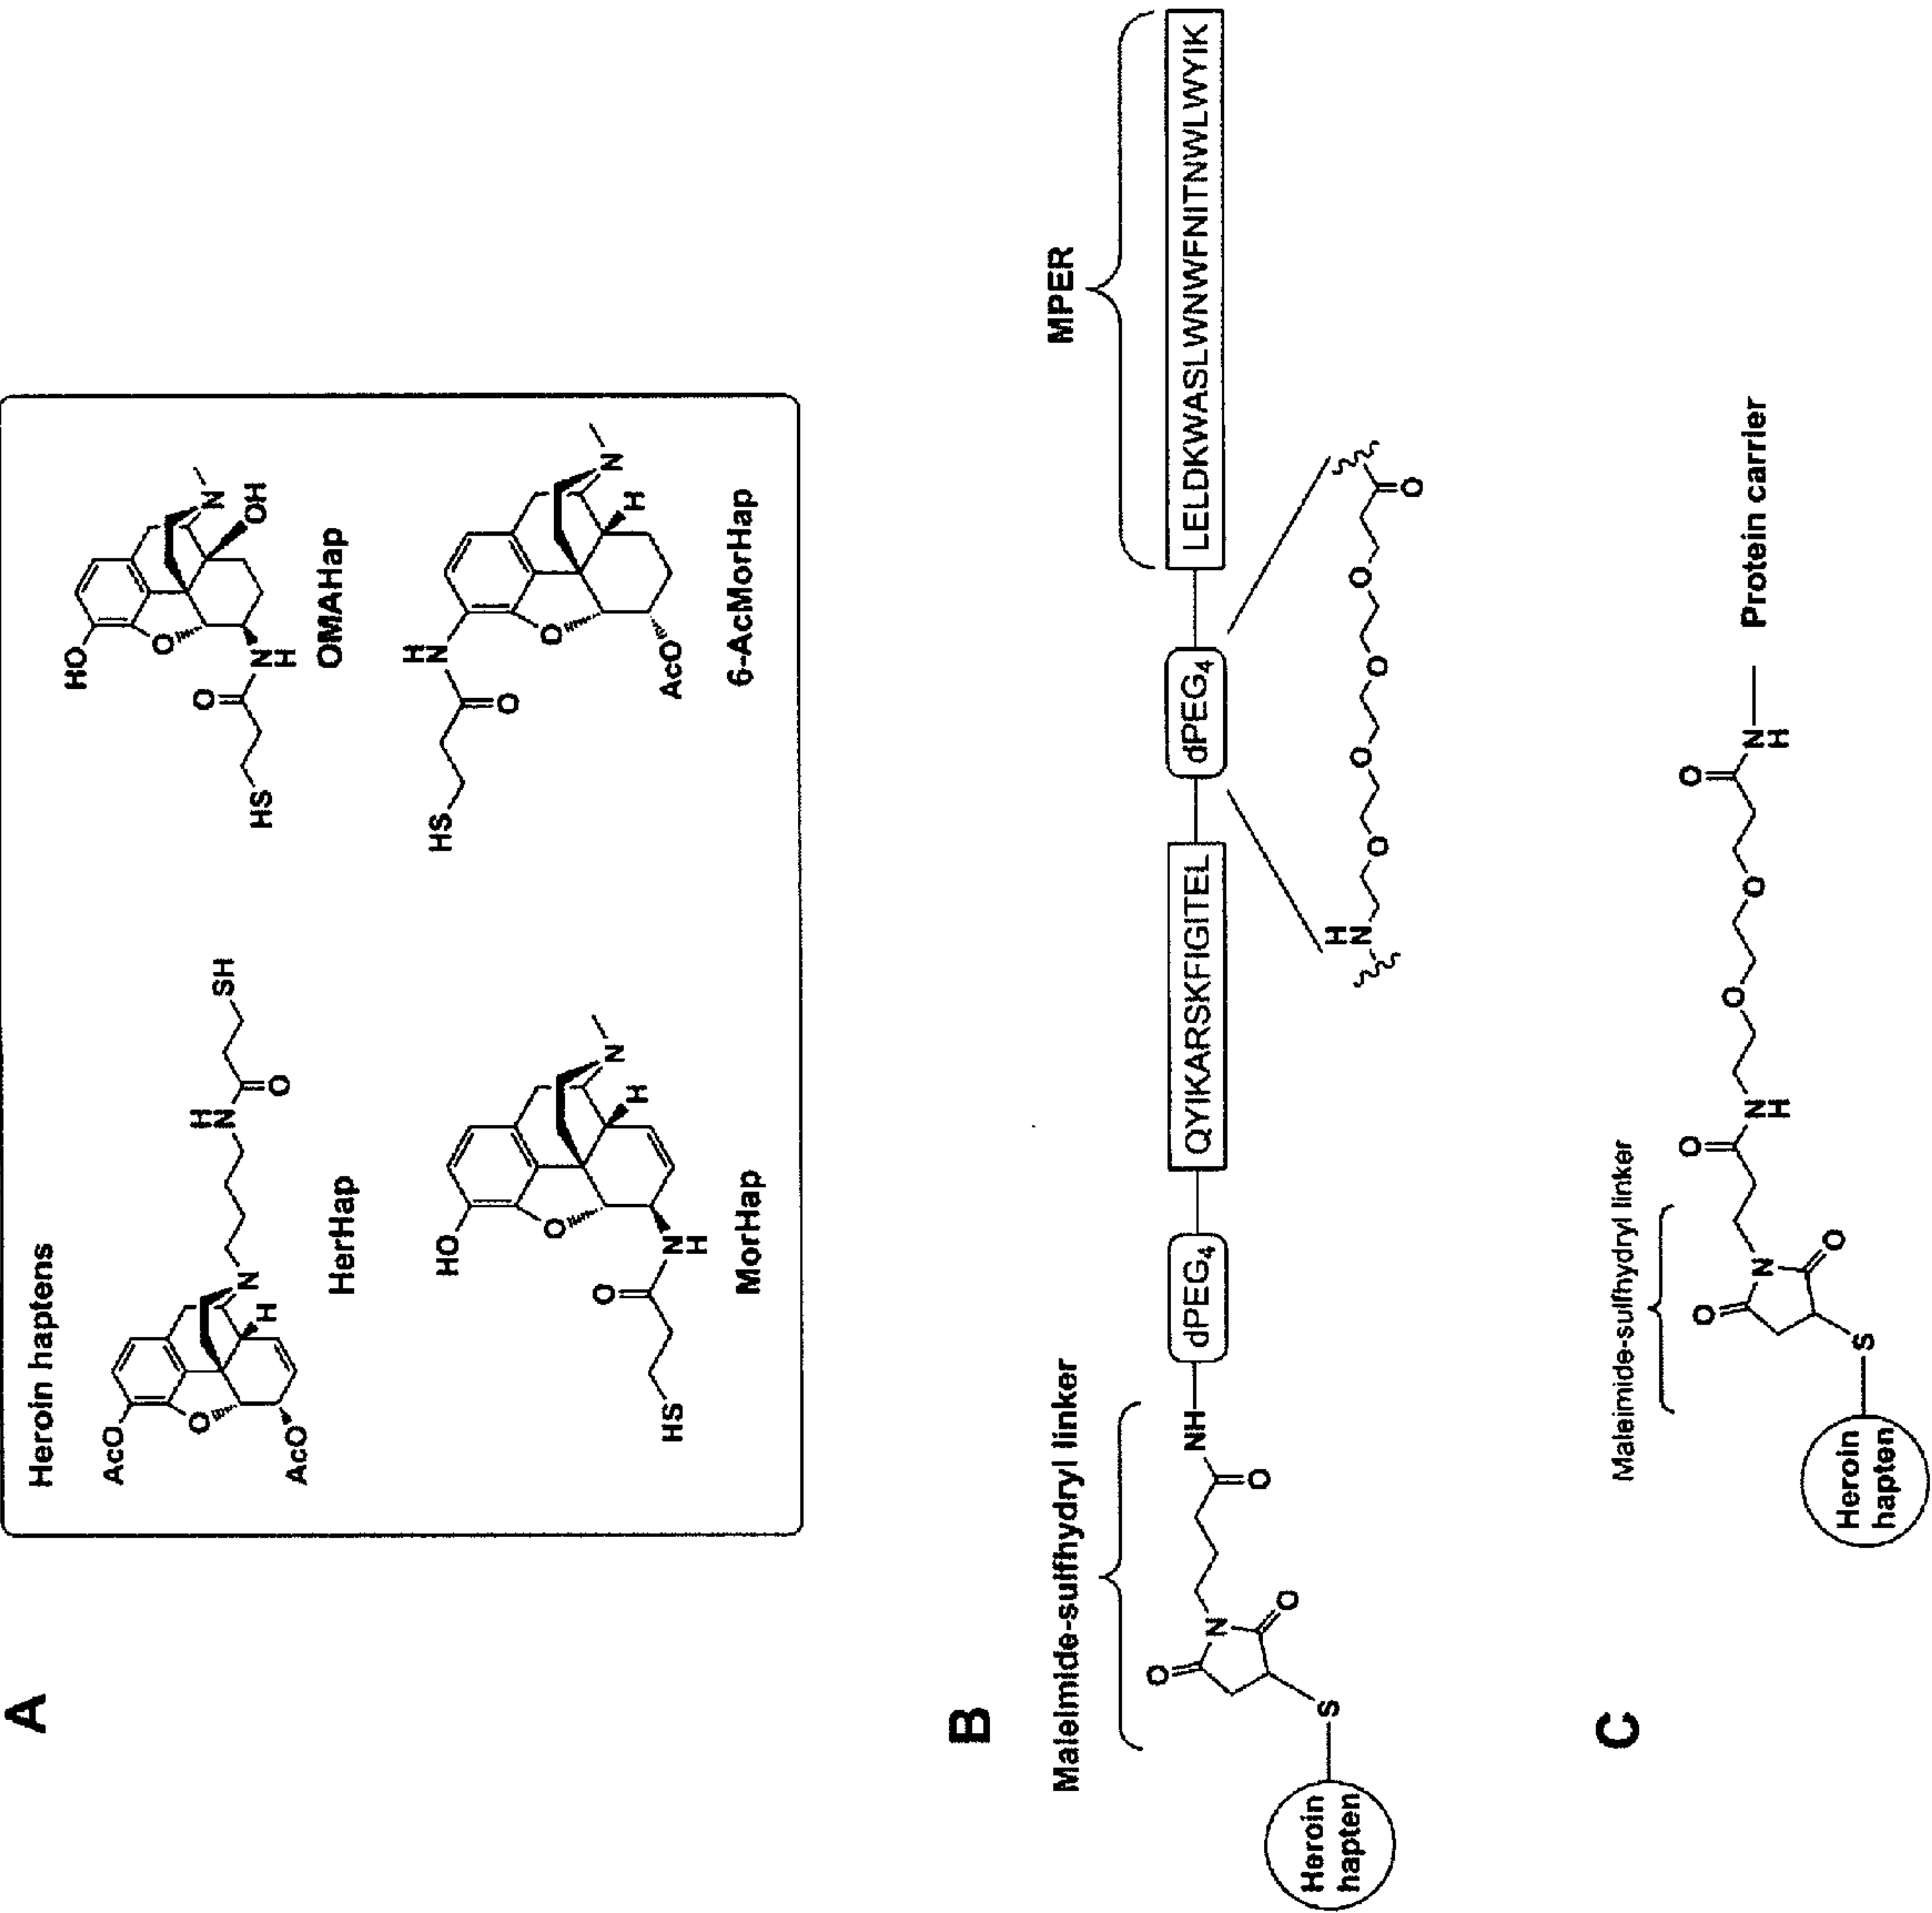 A
Heroin haptens
AcO
O
AcO
N
H
H
N
O
SH
HerHap
HO
O
O
N
H
HS
N
OH
OMAHap
HO
O
O
N
H
HS
N
H
MorHap
H
N
O
HS
O
AcO
N
H
6-AcMorHap
B
Maleimide-sulfhydryl linker
MPER
Heroin
hapten
S
O
N
O
O
NH
dPEG4
QYIKARSKFIGITEL
dPEG4
LELDKWASLWNWFNITNWLWYIK
H
N
O
O
O
O
O
C
Maleimide-sulfhydryl linker
Heroin
hapten
S
O
N
O
O
N
H
O
O
O
N
H
Protein carrier